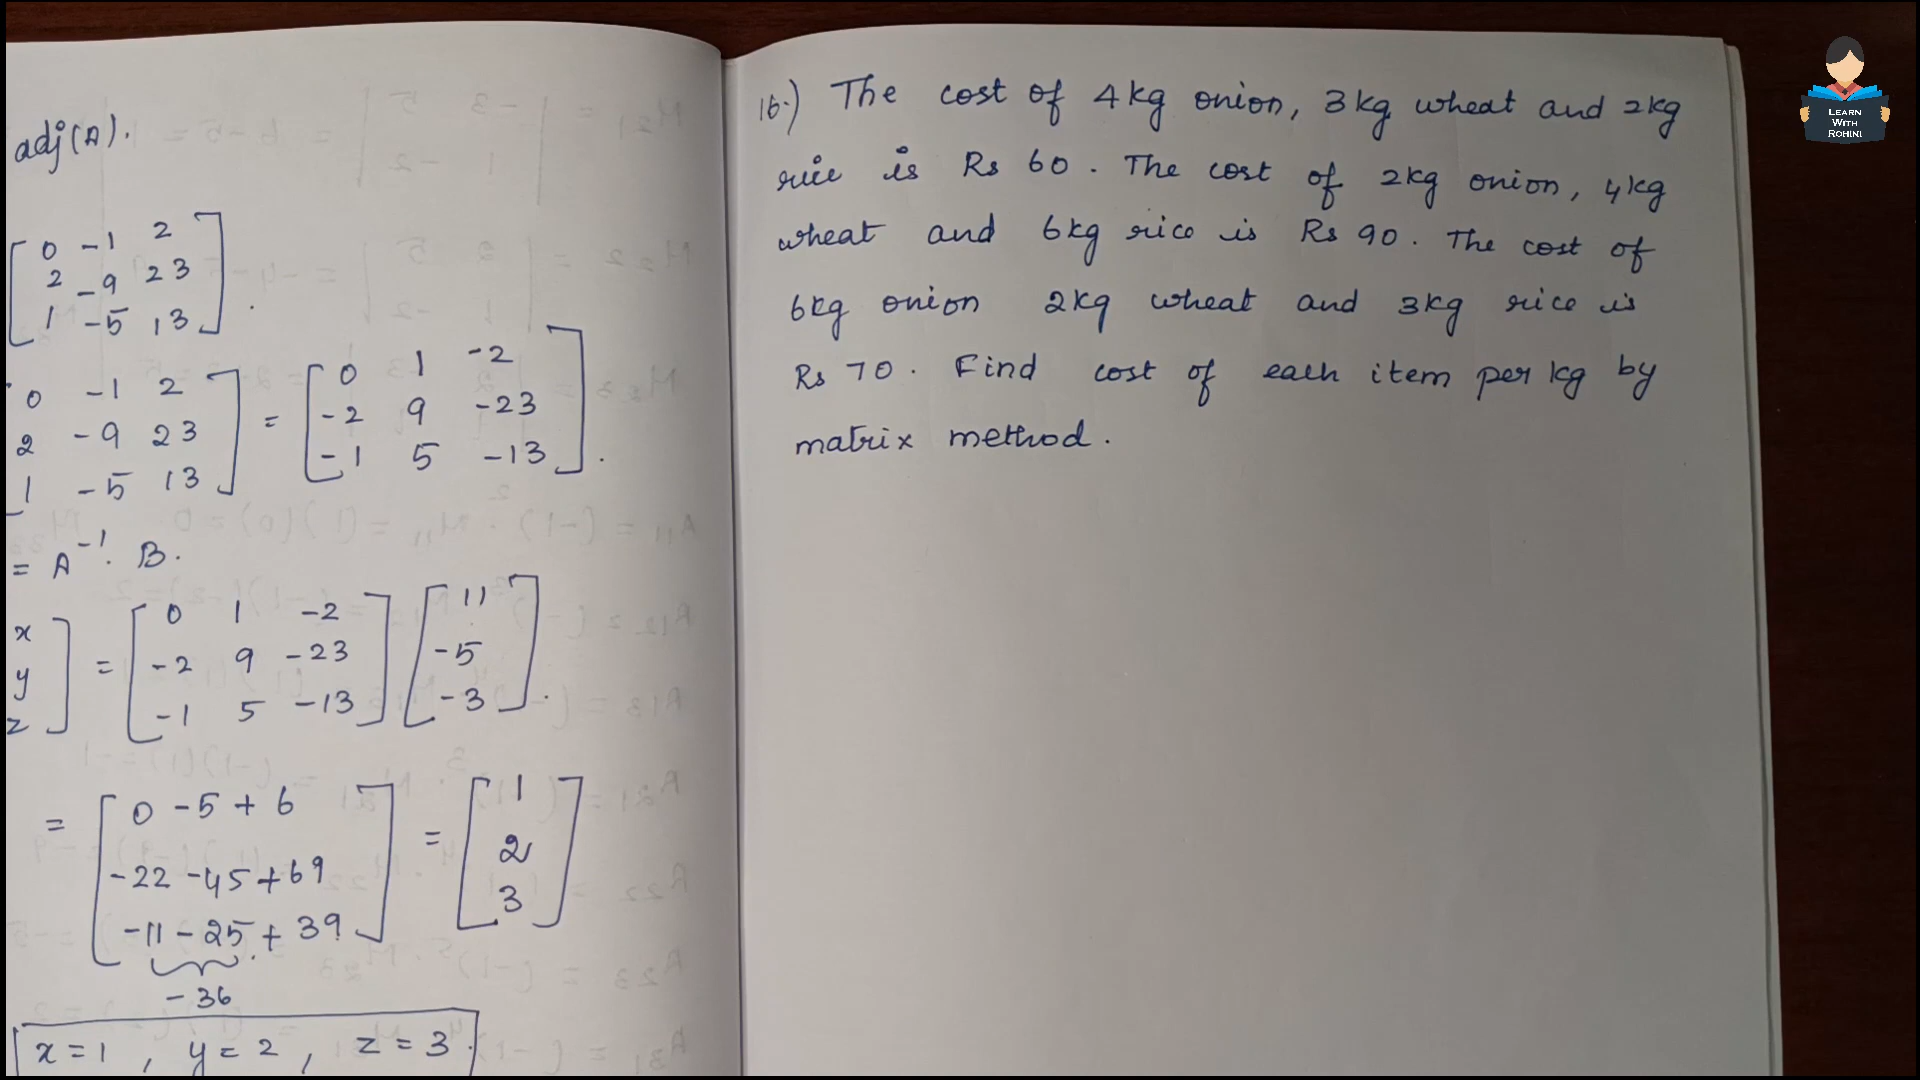 adj(A).
[0 -1 2
2 -9 23
1 -5 13].
0 -1 2
2 -9 23
1 -5 13] = [0 1 -2
-2 9 -23
-1 5 -13].
= A⁻¹. B.
x
y
z] = [0 1 -2
-2 9 -23
-1 5 -13] [11
-5
-3].
= [0 -5 + 6
-22 -45 +69
-11 -25 + 39] = [1
2
3]
-36
x=1, y=2, z=3.
16.) The cost of 4kg onion, 3kg wheat and 2kg
rice is Rs 60. The cost of 2kg onion, 4kg
wheat and 6kg rice is Rs 90. The cost of
6kg onion 2kg wheat and 3kg rice is
Rs 70. Find cost of each item per kg by
matrix method.
LEARN
WITH
ROHINI